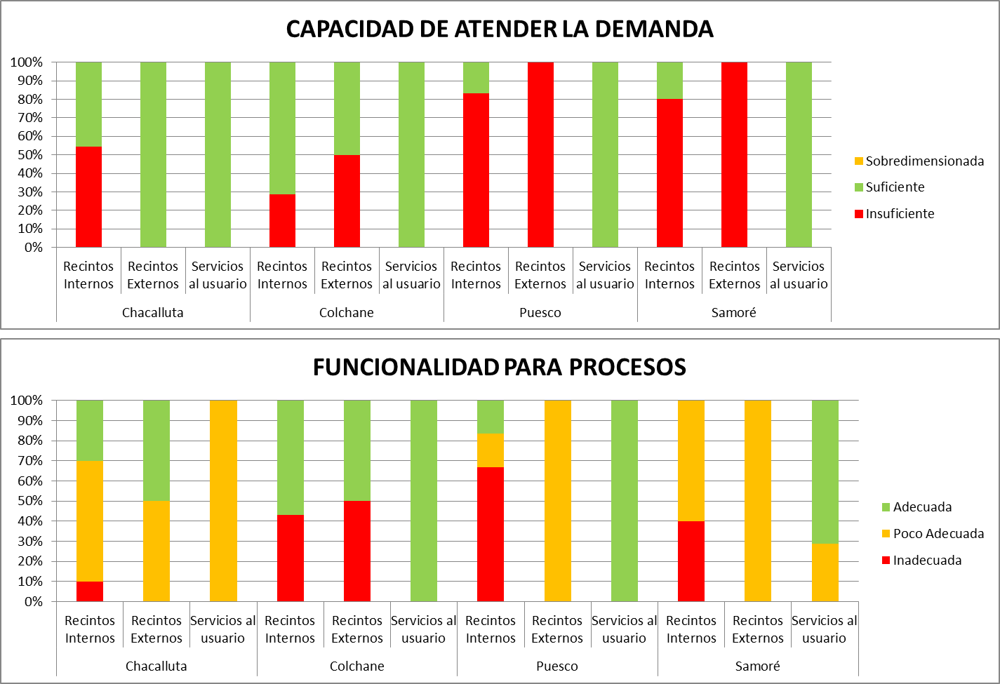 CAPACIDAD DE ATENDER LA DEMANDA
100%
90%
80%
70%
60%
50%
40%
30%
20%
10%
0%
Recintos Internos
Recintos Externos
Servicios al usuario
Recintos Internos
Recintos Externos
Servicios al usuario
Recintos Internos
Recintos Externos
Servicios al usuario
Recintos Internos
Recintos Externos
Servicios al usuario
Chacalluta
Colchane
Puesco
Samoré
Sobredimensionada
Suficiente
Insuficiente
FUNCIONALIDAD PARA PROCESOS
100%
90%
80%
70%
60%
50%
40%
30%
20%
10%
0%
Recintos Internos
Recintos Externos
Servicios al usuario
Recintos Internos
Recintos Externos
Servicios al usuario
Recintos Internos
Recintos Externos
Servicios al usuario
Recintos Internos
Recintos Externos
Servicios al usuario
Chacalluta
Colchane
Puesco
Samoré
Adecuada
Poco Adecuada
Inadecuada